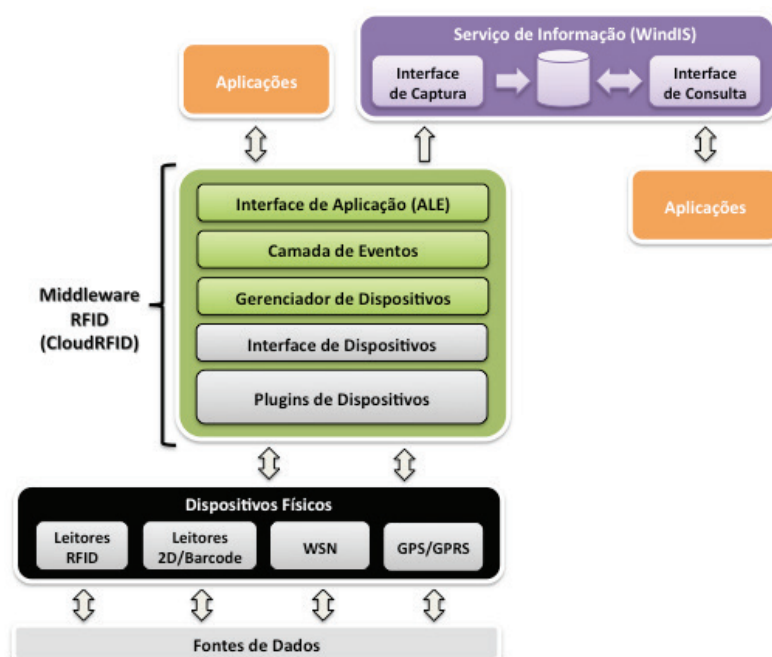 Serviço de Informação (WindIS)
Interface
de Captura
Interface
de Consulta
Aplicações
Aplicações
Interface de Aplicação (ALE)
Camada de Eventos
Gerenciador de Dispositivos
Interface de Dispositivos
Plugins de Dispositivos
Middleware
RFID
(CloudRFID)
Dispositivos Físicos
Leitores
RFID
Leitores
2D/Barcode
WSN
GPS/GPRS
Fontes de Dados